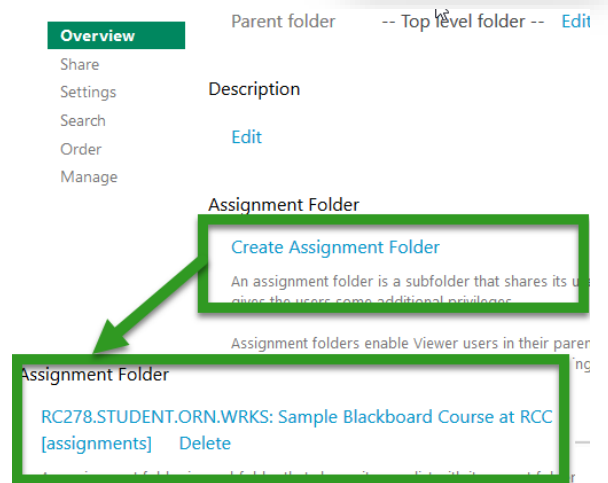 Parent folder -- Top level folder -- Edit
Overview
Share
Settings
Description
Search
Edit
Order
Manage
Assignment Folder
Create Assignment Folder
An assignment folder is a subfolder that shares its
gives the users some additional privileges
Assignment folders enable Viewer users in their
Assignment Folder
RC278.STUDENT.ORN.WRKS: Sample Blackboard Course at RCC
[assignments] Delete